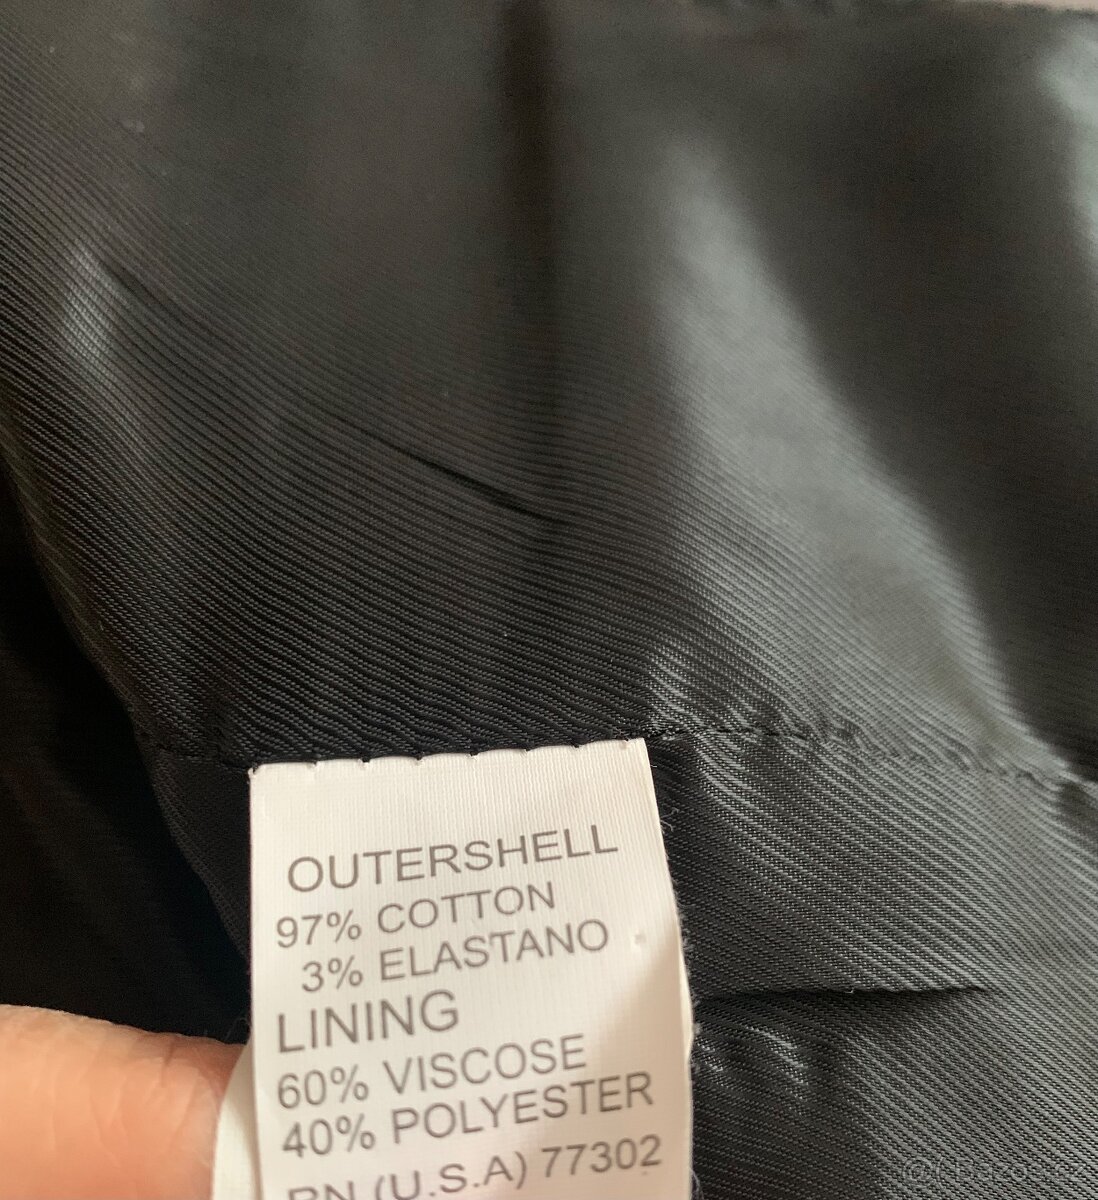 OUTERSHELL
97% COTTON
3% ELASTANO
LINING
60% VISCOSE
40% POLYESTER
RN (U.S.A) 77302